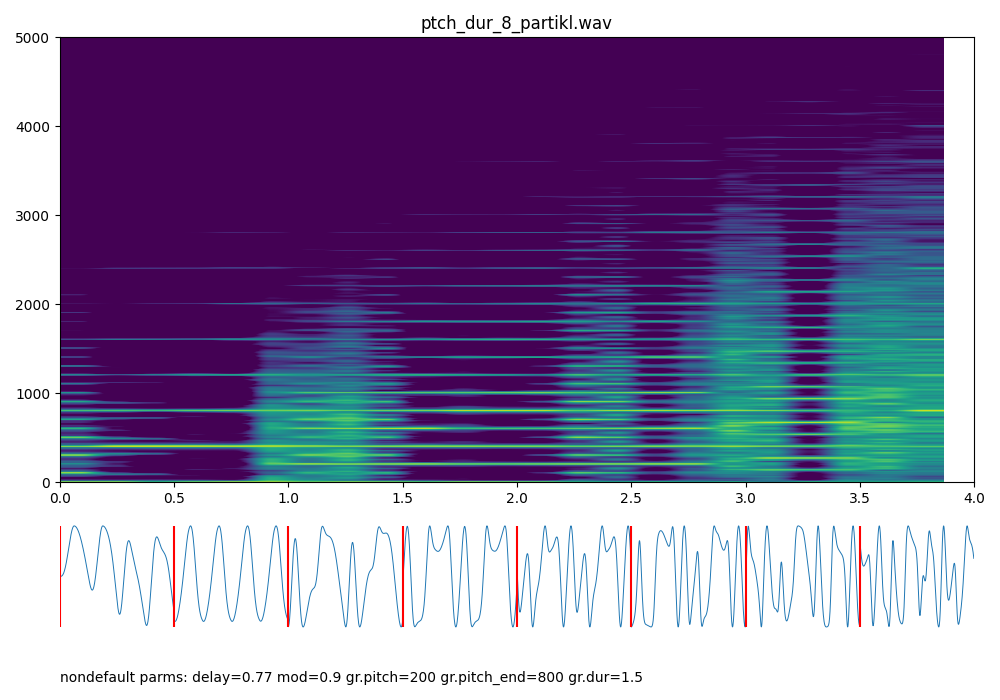 ptch_dur_8_partikl.wav
5000
4000
3000
2000
1000
0
0.0 0.5 1.0 1.5 2.0 2.5 3.0 3.5 4.0
nondefault parms: delay=0.77 mod=0.9 gr.pitch=200 gr.pitch_end=800 gr.dur=1.5